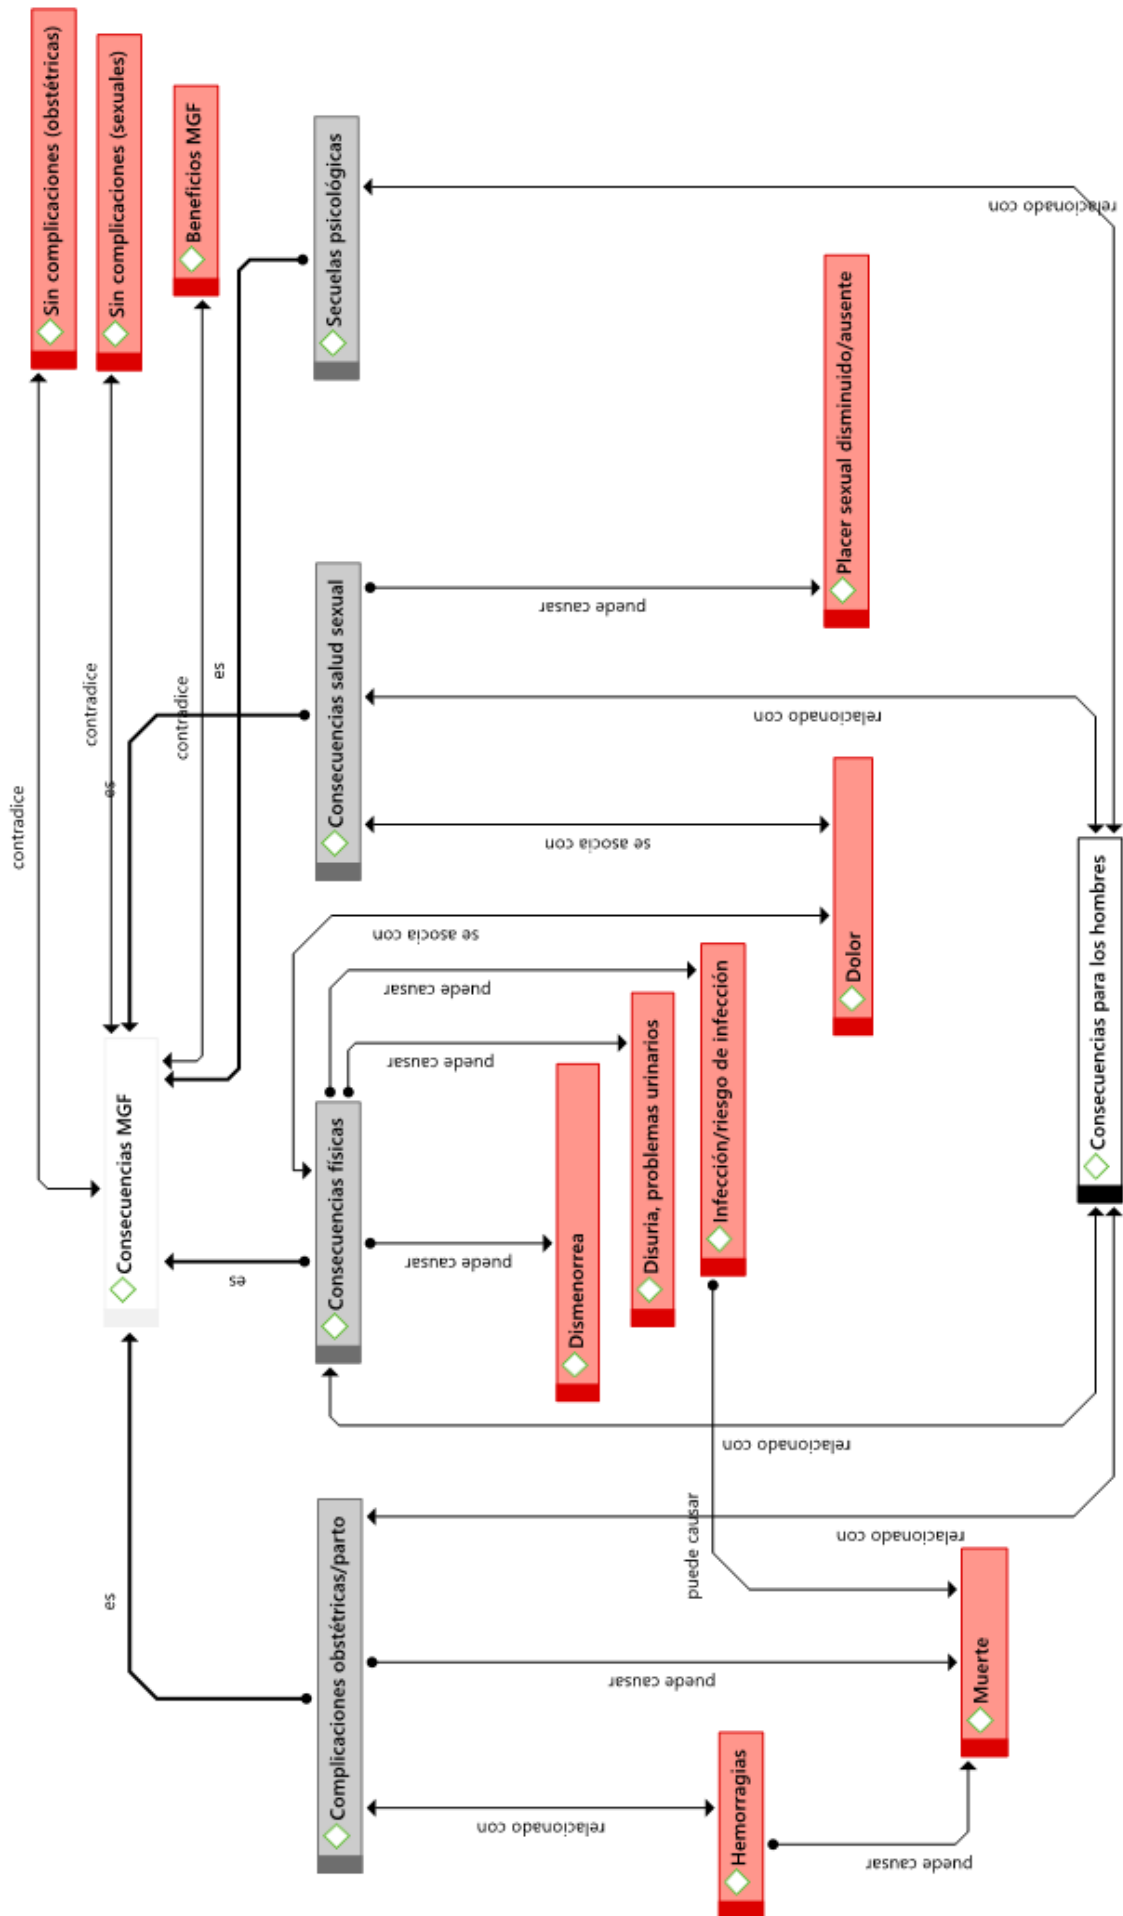 Sin complicaciones (obstétricas)
Sin complicaciones (sexuales)
Beneficios MGF
contradice
contradice
contradice
es
es
es
es
Consecuencias MGF
Complicaciones obstétricas/parto
Consecuencias físicas
Consecuencias salud sexual
Secuelas psicológicas
relacionado con
puede causar
relacionado con
relacionado con
puede causar
puede causar
puede causar
se asocia con
se asocia con
puede causar
relacionado con
relacionado con
puede causar
puede causar
Dismenorrea
Disuria, problemas urinarios
Infección/riesgo de infección
Hemorragias
Dolor
Placer sexual disminuido/ausente
Muerte
Consecuencias para los hombres